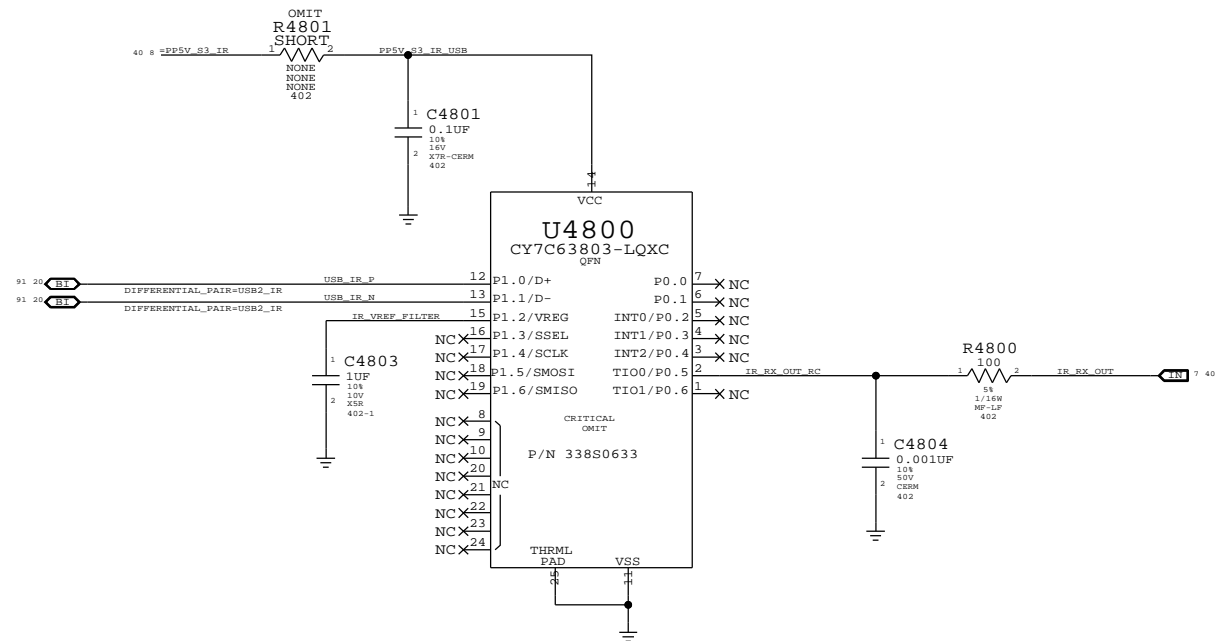 OMIT
R4801
SHORT
40 8 =PP5V_S3_IR
1 2
PP5V_S3_IR_USB
NONE
NONE
NONE
402
1
C4801
0.1UF
10%
16V
2
X7R-CERM
402
14
VCC
U4800
CY7C63803-LQXC
QFN
91 20 BI
USB_IR_P
12 P1.0/D+
DIFFERENTIAL_PAIR=USB2_IR
91 20 BI
USB_IR_N
13 P1.1/D-
DIFFERENTIAL_PAIR=USB2_IR
IR_VREF_FILTER
15 P1.2/VREG
NC 16 P1.3/SSEL
NC 17 P1.4/SCLK
NC 18 P1.5/SMOSI
NC 19 P1.6/SMISO
1
C4803
1UF
10%
10V
2
X5R
402-1
NC 8
NC 9
NC 10
NC 20
NC 21
NC 22
NC 23
NC 24
NC
P0.0 7 NC
P0.1 6 NC
INT0/P0.2 5 NC
INT1/P0.3 4 NC
INT2/P0.4 3 NC
TIO0/P0.5 2
TIO1/P0.6 1 NC
CRITICAL
OMIT
P/N 338S0633
THRML
PAD
VSS
25
11
IR_RX_OUT_RC
R4800
100
1 2
5%
1/16W
MF-LF
402
IR_RX_OUT
IN 7 40
1
C4804
0.001UF
10%
50V
2
CERM
402